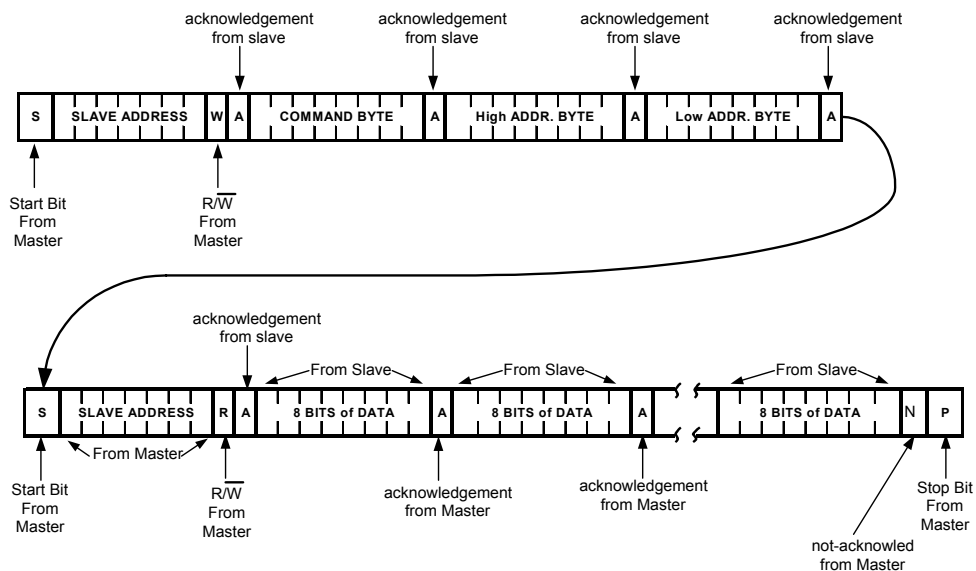 acknowledgement
from slave
acknowledgement
from slave
acknowledgement
from slave
acknowledgement
from slave
S SLAVE ADDRESS W A COMMAND BYTE A High ADDR. BYTE A Low ADDR. BYTE A
Start Bit
From
Master
R/W̅
From
Master
acknowledgement
from slave
From Slave
From Slave
From Slave
S SLAVE ADDRESS R A 8 BITS of DATA A 8 BITS of DATA A 8 BITS of DATA N P
From Master
Start Bit
From
Master
R/W̅
From
Master
acknowledgement
from Master
acknowledgement
from Master
not-acknowled
from Master
Stop Bit
From
Master